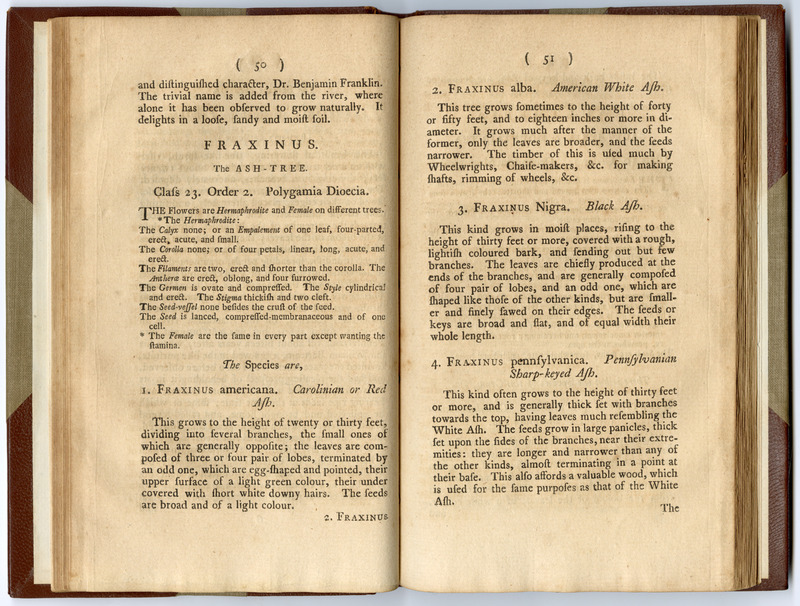 ( 50 )
and diſtinguiſhed character, Dr. Benjamin Franklin.
The trivial name is added from the river, where
alone it has been obſerved to grow naturally. It
delights in a looſe, ſandy and moiſt ſoil.
FRAXINUS.
The ASH-TREE.
Claſs 23. Order 2. Polygamia Dioecia.
THE Flowers are Hermaphrodite and Female on different trees.
* The Hermaphrodite:
The Calyx none; or an Empalement of one leaf, four-parted,
erect, acute, and ſmall.
The Corolla none; or of four petals, linear, long, acute, and
erect.
The Filaments are two, erect and ſhorter than the corolla. The
Antheræ are erect, oblong, and four furrowed.
The Germen is ovate and compreſſed. The Style cylindrical
and erect. The Stigma thickiſh and two cleft.
The Seed-veſſel none beſides the cruſt of the ſeed.
The Seed is lanced, compreſſed-membranaceous and of one
cell.
* The Female are the ſame in every part except wanting the
ſtamina.
The Species are,
1. FRAXINUS americana. Carolinian or Red
Aſh.
This grows to the height of twenty or thirty feet,
dividing into ſeveral branches, the ſmall ones of
which are generally oppoſite; the leaves are com-
poſed of three or four pair of lobes, terminated by
an odd one, which are egg-ſhaped and pointed, their
upper ſurface of a light green colour, their under
covered with ſhort white downy hairs. The ſeeds
are broad and of a light colour.
2. FRAXINUS
( 51 )
2. FRAXINUS alba. American White Aſh.
This tree grows ſometimes to the height of forty
or fifty feet, and to eighteen inches or more in di-
ameter. It grows much after the manner of the
former, only the leaves are broader, and the ſeeds
narrower. The timber of this is uſed much by
Wheelwrights, Chaiſe-makers, &c. for making
ſhafts, rimming of wheels, &c.
3. FRAXINUS Nigra. Black Aſh.
This kind grows in moiſt places, riſing to the
height of thirty feet or more, covered with a rough,
lightiſh coloured bark, and ſending out but few
branches. The leaves are chiefly produced at the
ends of the branches, and are generally compoſed
of four pair of lobes, and an odd one, which are
ſhaped like thoſe of the other kinds, but are ſmall-
er and finely ſawed on their edges. The ſeeds or
keys are broad and flat, and of equal width their
whole length.
4. FRAXINUS pennſylvanica. Pennſylvanian
Sharp-keyed Aſh.
This kind often grows to the height of thirty feet
or more, and is generally thick ſet with branches
towards the top, having leaves much reſembling the
White Aſh. The ſeeds grow in large panicles, thick
ſet upon the ſides of the branches, near their extre-
mities: they are longer and narrower than any of
the other kinds, almoſt terminating in a point at
their baſe. This alſo affords a valuable wood, which
is uſed for the ſame purpoſes as that of the White
Aſh.
The